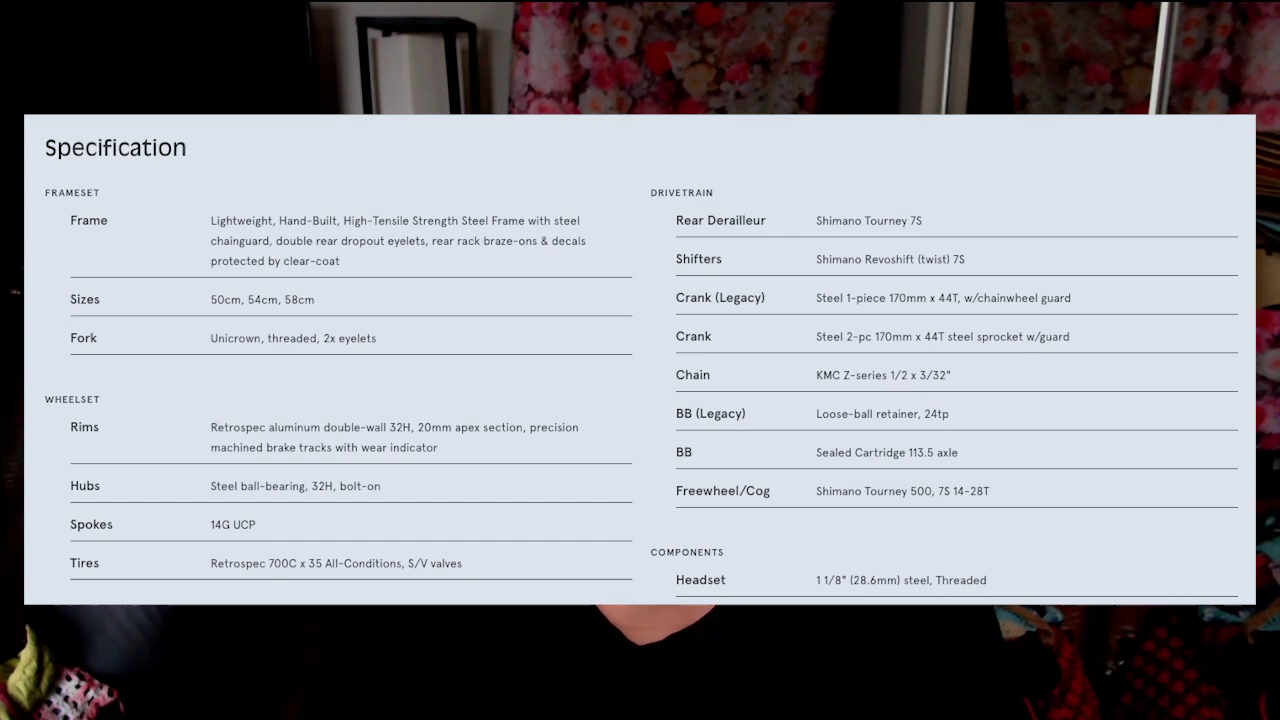 Specification
FRAMESET
Frame
Lightweight, Hand-Built, High-Tensile Strength Steel Frame with steel
chainguard, double rear dropout eyelets, rear rack braze-ons & decals
protected by clear-coat
Sizes
50cm, 54cm, 58cm
Fork
Unicrown, threaded, 2x eyelets
WHEELSET
Rims
Retrospec aluminum double-wall 32H, 20mm apex section, precision
machined brake tracks with wear indicator
Hubs
Steel ball-bearing, 32H, bolt-on
Spokes
14G UCP
Tires
Retrospec 700C x 35 All-Conditions, S/V valves
DRIVETRAIN
Rear Derailleur
Shimano Tourney 7S
Shifters
Shimano Revoshift (twist) 7S
Crank (Legacy)
Steel 1-piece 170mm x 44T, w/chainwheel guard
Crank
Steel 2-pc 170mm x 44T steel sprocket w/guard
Chain
KMC Z-series 1/2 x 3/32"
BB (Legacy)
Loose-ball retainer, 24tp
BB
Sealed Cartridge 113.5 axle
Freewheel/Cog
Shimano Tourney 500, 7S 14-28T
COMPONENTS
Headset
1 1/8" (28.6mm) steel, Threaded